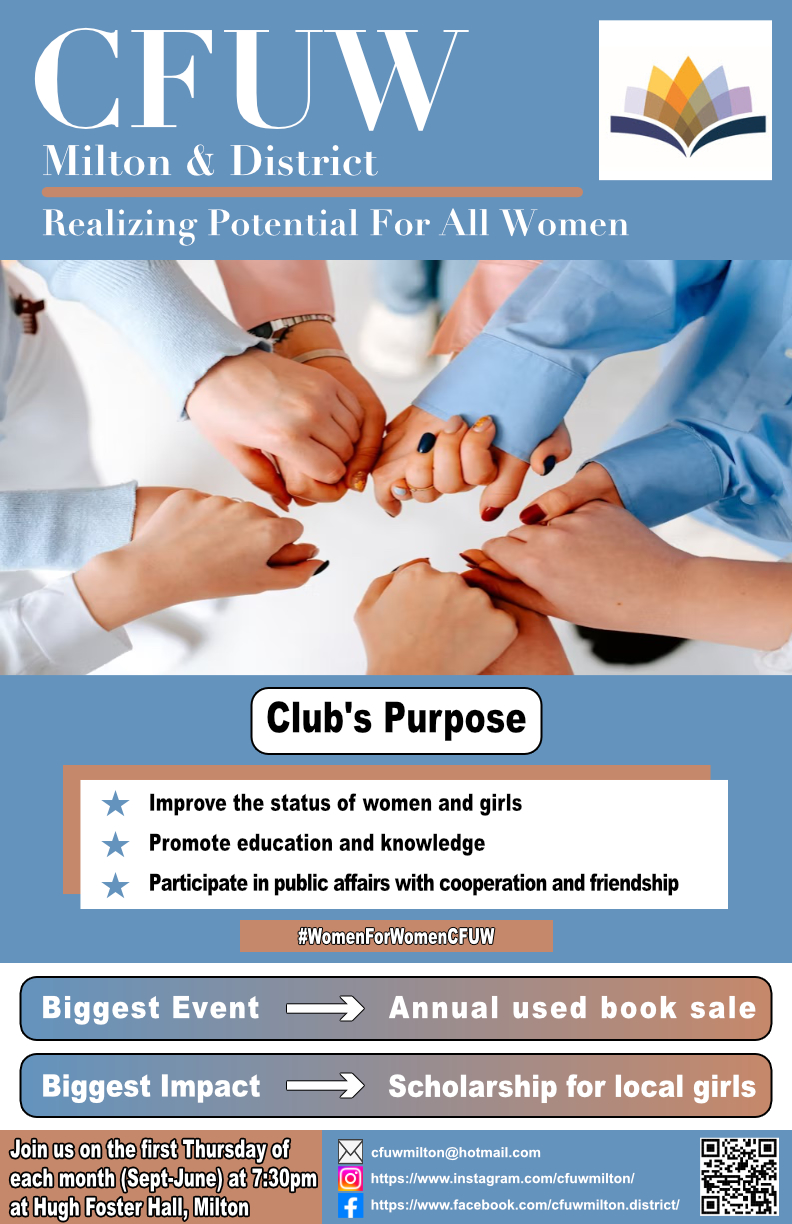 CFUW
Milton & District
Realizing Potential For All Women
Club's Purpose
Improve the status of women and girls
Promote education and knowledge
Participate in public affairs with cooperation and friendship
#WomenForWomenCFUW
Biggest Event
Annual used book sale
Biggest Impact
Scholarship for local girls
Join us on the first Thursday of
each month (Sept-June) at 7:30pm
at Hugh Foster Hall, Milton
cfuwmilton@hotmail.com
https://www.instagram.com/cfuwmilton/
https://www.facebook.com/cfuwmilton.district/